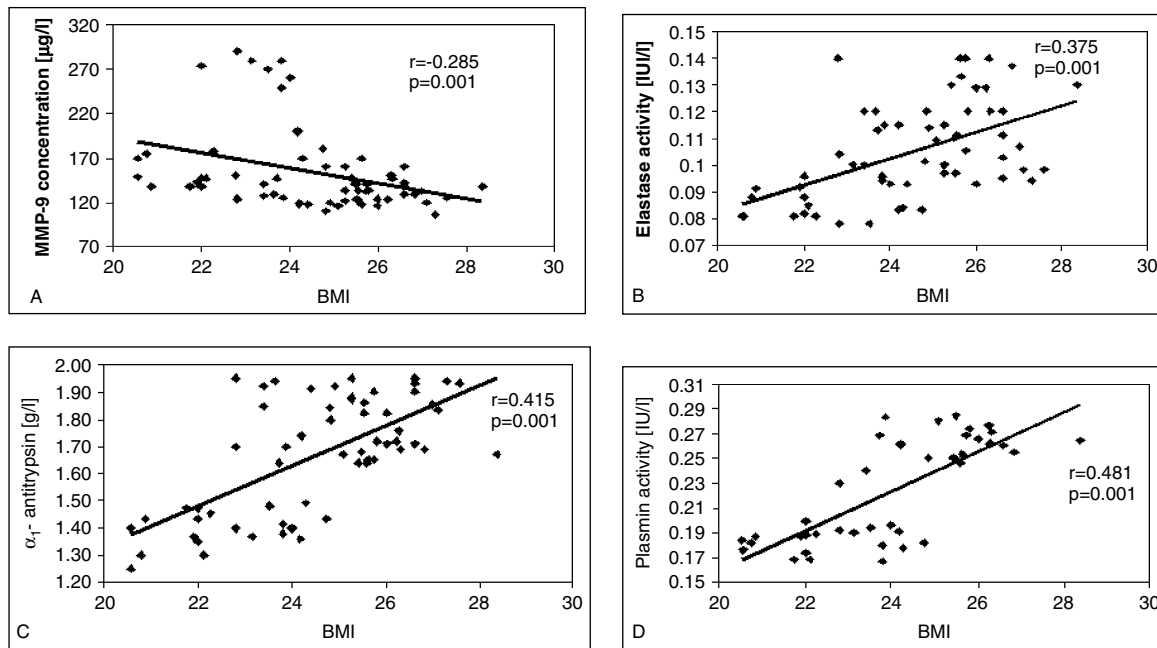 MMP-9 concentration [µg/l]
320
270
220
170
120
70
r=-0.285
p=0.001
20 22 24 26 28 30
A
BMI
Elastase activity [IUI/l]
0.15
0.14
0.13
0.12
0.11
0.1
0.09
0.08
0.07
r=0.375
p=0.001
20 22 24 26 28 30
B
BMI
α1- antitrypsin [g/l]
2.00
1.90
1.80
1.70
1.60
1.50
1.40
1.30
1.20
r=0.415
p=0.001
20 22 24 26 28 30
C
BMI
Plasmin activity [IU/l]
0.31
0.29
0.27
0.25
0.23
0.21
0.19
0.17
0.15
r=0.481
p=0.001
20 22 24 26 28 30
D
BMI